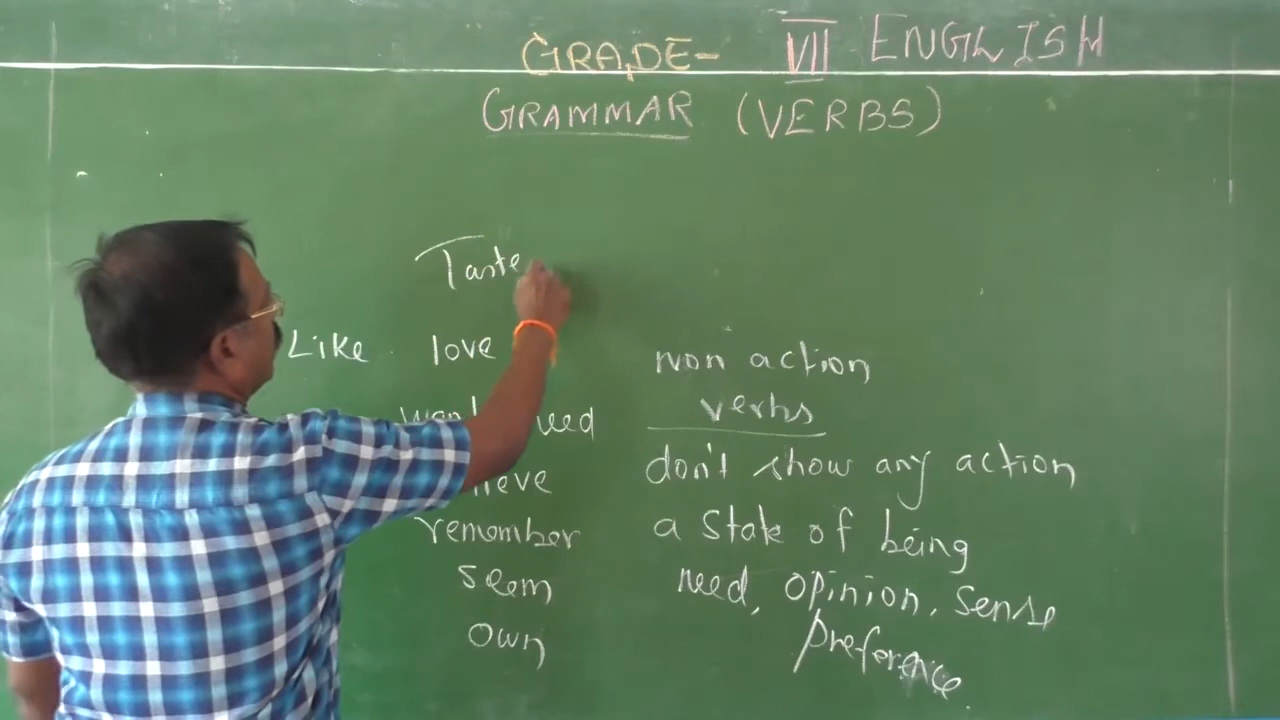 GRADE- VII ENGLISH
GRAMMAR (VERBS)
Taste
Like love
need
remember
seem
own
non action
verbs
don't show any action
a state of being
need, opinion, sense
preference